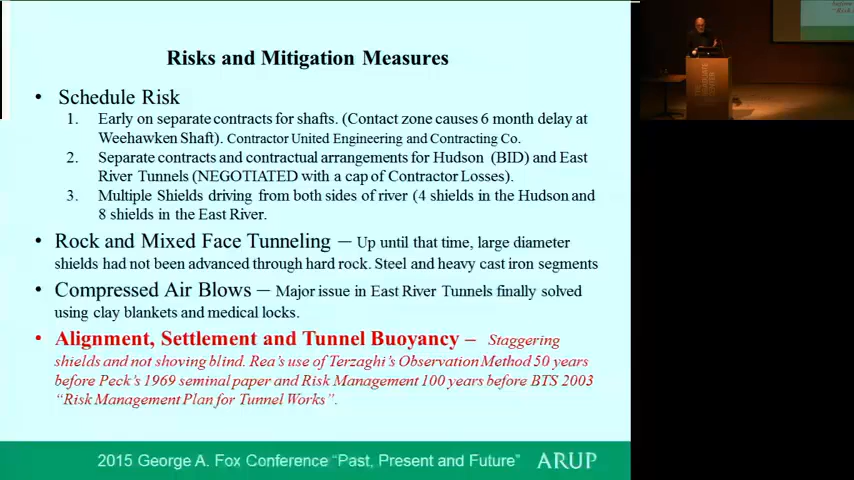 Risks and Mitigation Measures
• Schedule Risk
1. Early on separate contracts for shafts. (Contact zone causes 6 month delay at
Weehawken Shaft). Contractor United Engineering and Contracting Co.
2. Separate contracts and contractual arrangements for Hudson (BID) and East
River Tunnels (NEGOTIATED with a cap of Contractor Losses).
3. Multiple Shields driving from both sides of river (4 shields in the Hudson and
8 shields in the East River.
• Rock and Mixed Face Tunneling – Up until that time, large diameter
shields had not been advanced through hard rock. Steel and heavy cast iron segments
• Compressed Air Blows – Major issue in East River Tunnels finally solved
using clay blankets and medical locks.
• Alignment, Settlement and Tunnel Buoyancy – Staggering
shields and not shoving blind. Rea's use of Terzaghi's Observation Method 50 years
before Peck's 1969 seminal paper and Risk Management 100 years before BTS 2003
“Risk Management Plan for Tunnel Works”.
2015 George A. Fox Conference “Past, Present and Future” ARUP